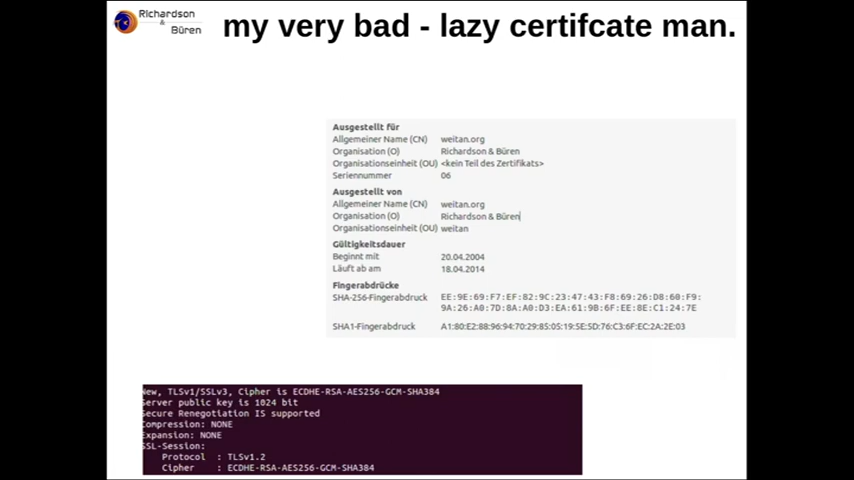 Richardson
&
Büren
my very bad - lazy certifcate man.
Ausgestellt für
Allgemeiner Name (CN) weitan.org
Organisation (O) Richardson & Büren
Organisationseinheit (OU) <kein Teil des Zertifikats>
Seriennummer 06
Ausgestellt von
Allgemeiner Name (CN) weitan.org
Organisation (O) Richardson & Büren
Organisationseinheit (OU) weitan
Gültigkeitsdauer
Beginnt mit 20.04.2004
Läuft ab am 18.04.2014
Fingerabdrücke
SHA-256-Fingerabdruck EE:9E:69:F7:EF:82:9C:23:47:43:F8:69:26:D8:60:F9:
9A:26:A0:7D:8A:A0:D3:EA:61:9B:6F:EE:8E:C1:24:7E
SHA1-Fingerabdruck A1:80:E2:88:96:94:7D:29:85:05:19:5E:5D:76:C3:6F:EC:2A:2E:03
New, TLSv1/SSLv3, Cipher is ECDHE-RSA-AES256-GCM-SHA384
Server public key is 1024 bit
Secure Renegotiation IS supported
Compression: NONE
Expansion: NONE
SSL-Session:
Protocol : TLSv1.2
Cipher : ECDHE-RSA-AES256-GCM-SHA384